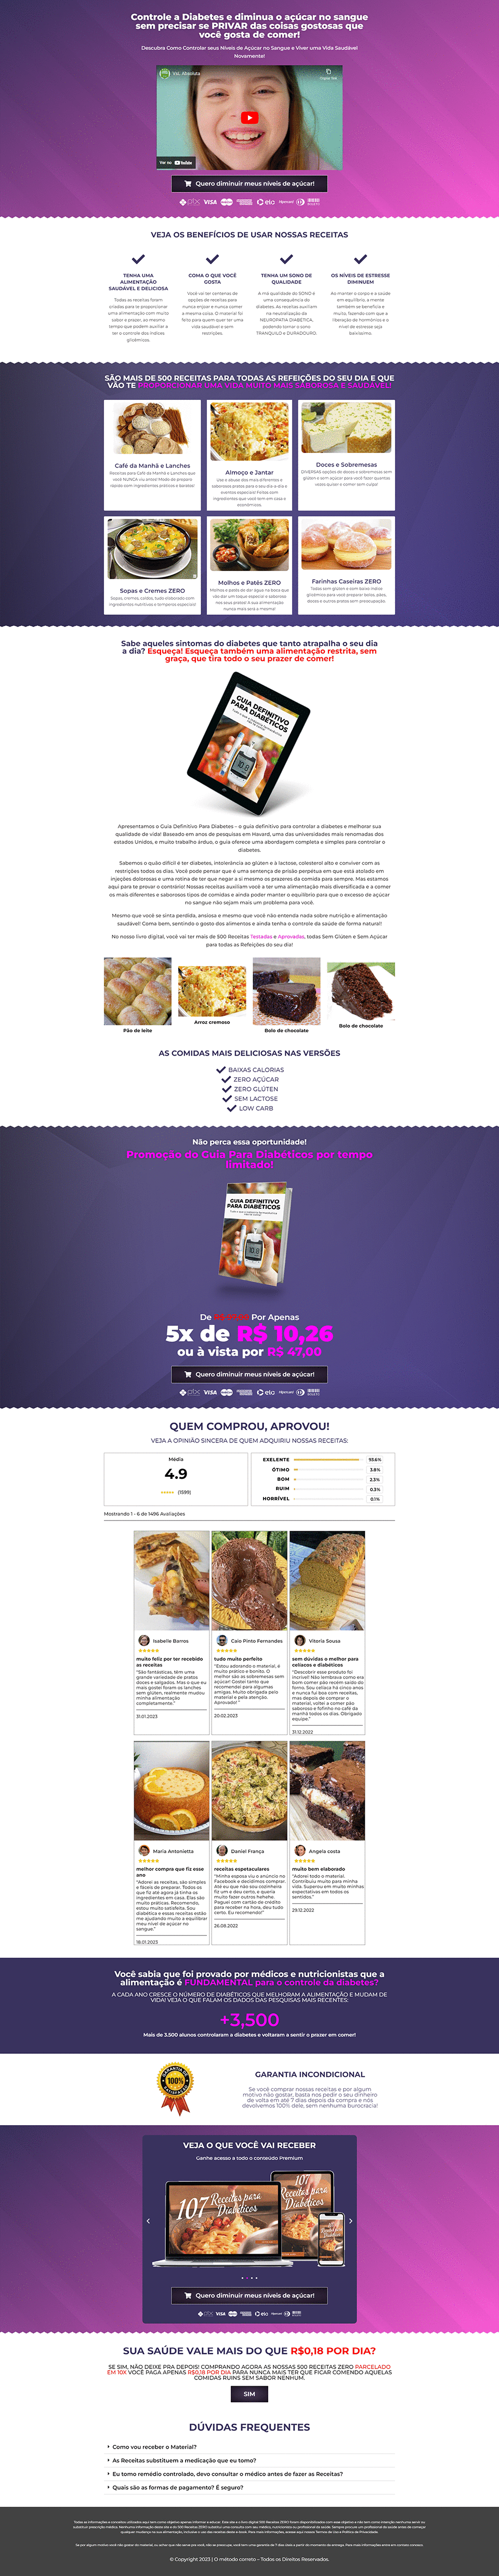 Controle a Diabetes e diminua o açúcar no sangue
sem precisar se PRIVAR das coisas gostosas que
você gosta de comer!
Descubra Como Controlar seus Níveis de Açúcar no Sangue e Viver uma Vida Saudável
Novamente!
Ver no YouTube
Quero diminuir meus níveis de açúcar!
VISA
elo
Hipercard
VEJA OS BENEFÍCIOS DE USAR NOSSAS RECEITAS
TENHA UMA
ALIMENTAÇÃO
SAUDÁVEL E DELICIOSA
Todas as receitas foram
criadas para te proporcionar
uma alimentação com muito
sabor e prazer, ao mesmo
tempo que podem auxiliar a
ter o controle dos índices
glicêmicos.
COMA O QUE VOCÊ
GOSTA
Você vai ter centenas de
opções de receitas para
nunca enjoar e nunca comer
a mesma coisa. O material foi
feito para quem quer ter uma
vida saudável e sem
restrições.
TENHA UM SONO DE
QUALIDADE
A má qualidade do SONO é
uma consequência do
diabetes. As receitas auxiliam
na neutralização da
NEUROPATIA DIABÉTICA,
podendo tornar o sono
TRANQUILO E DURADOURO.
OS NÍVEIS DE ESTRESSE
DIMINUEM
Ao manter o corpo e a saúde
em equilíbrio, a mente
também se beneficia e
muito, fazendo com que a
liberação de hormônios e o
nível de estresse seja
baixíssimo.
SÃO MAIS DE 500 RECEITAS PARA TODAS AS REFEIÇÕES DO SEU DIA E QUE
VÃO TE PROPORCIONAR UMA VIDA MUITO MAIS SABOROSA E SAUDÁVEL!
Café da Manhã e Lanches
Receitas para Café da Manhã e Lanches que
você NUNCA viu antes! Modo de preparo
rápido com ingredientes práticos e baratos!
Almoço e Jantar
Use e abuse dos mais diferentes e
saborosos pratos para o seu dia-a-dia e
eventos especiais! Feitos com
ingredientes que você tem em casa e
econômicos.
Doces e Sobremesas
DIVERSAS opções de doces e sobremesas sem
glúten e sem açúcar para você fazer quantas
vezes quiser e comer sem culpa!
Sopas e Cremes ZERO
Sopas, cremes, caldos, tudo elaborado com
ingredientes nutritivos e temperos especiais!
Molhos e Patês ZERO
Molhos e patês de dar água na boca que
vão dar um toque especial e saboroso
nos seus pratos! A sua alimentação
nunca mais será a mesma!
Farinhas Caseiras ZERO
Todas sem glúten e com baixo índice
glicêmico para você preparar bolos, pães,
doces e outros pratos sem preocupação.
Sabe aqueles sintomas do diabetes que tanto atrapalha o seu dia
a dia? Esqueça! Esqueça também uma alimentação restrita, sem
graça, que tira todo o seu prazer de comer!
GUIA DEFINITIVO
PARA DIABÉTICOS
Apresentamos o Guia Definitivo Para Diabetes – o guia definitivo para controlar a diabetes e melhorar sua
qualidade de vida! Baseado em anos de pesquisas em Havard, uma das universidades mais renomadas dos
estados Unidos, e muito trabalho árduo, o guia oferece uma abordagem completa e simples para controlar o
diabetes.
Sabemos o quão difícil é ter diabetes, intolerância ao glúten e à lactose, colesterol alto e conviver com as
restrições todos os dias. Você pode pensar que é uma sentença de prisão perpétua em que está atolado em
injeções dolorosas e uma rotina de ter que negar a si mesmo os prazeres da comida para sempre. Mas estamos
aqui para te provar o contrário! Nossas receitas auxiliam você a ter uma alimentação mais diversificada e a comer
os mais diferentes e saborosos tipos de comidas e ainda poder manter o equilíbrio para que o excesso de açúcar
no sangue não sejam mais um problema para você.
Mesmo que você se sinta perdida, ansiosa e mesmo que você não entenda nada sobre nutrição e alimentação
saudável! Coma bem, sentindo o gosto dos alimentos e ainda tenha o controle da saúde de forma natural!
No nosso livro digital, você vai ter mais de 500 Receitas Testadas e Aprovadas, todas Sem Glúten e Sem Açúcar
para todas as Refeições do seu dia!
Pão de leite
Arroz cremoso
Bolo de chocolate
Bolo de chocolate
AS COMIDAS MAIS DELICIOSAS NAS VERSÕES
BAIXAS CALORIAS
ZERO AÇÚCAR
ZERO GLÚTEN
SEM LACTOSE
LOW CARB
Não perca essa oportunidade!
Promoção do Guia Para Diabéticos por tempo
limitado!
GUIA DEFINITIVO
PARA DIABÉTICOS
De Por Apenas
5x de R$ 10,26
ou à vista por R$ 47,00
Quero diminuir meus níveis de açúcar!
VISA
elo
Hipercard
QUEM COMPROU, APROVOU!
VEJA A OPINIÃO SINCERA DE QUEM ADQUIRIU NOSSAS RECEITAS:
Média
4.9
(1599)
EXELENTE 93.6%
ÓTIMO 3.8%
BOM 2.3%
RUIM 0.3%
HORRÍVEL 0.1%
Mostrando 1 - 6 de 1496 Avaliações
Isabelle Barros
muito feliz por ter recebido
as receitas
"São fantásticas, têm uma
grande variedade de pratos
doces e salgados. Mas o que eu
mais gostei foram os lanches
sem glúten, realmente mudou
minha alimentação
completamente."
31.01.2023
Caio Pinto Fernandes
tudo muito perfeito
"Estou adorando o material, é
muito prático e bonito. O
melhor são as sobremesas sem
açúcar! Gostei tanto que
recomendei para algumas
amigas. Muito obrigada pelo
material e pela atenção.
Aprovado!"
20.02.2023
Vitoria Sousa
sem dúvidas o melhor para
celíacos e diabéticos
"Descobrir esse produto foi
incrível! Não lembrava como era
bom comer pão recém saído do
forno. Sou celíaca há cinco anos
e nunca fui boa com receitas,
mas depois de comprar o
material, voltei a comer pão
saboroso e fofinho no café da
manhã todos os dias. Obrigado
equipe."
31.12.2022
Maria Antonietta
melhor compra que fiz esse
ano
"Adorei as receitas, são simples
e fáceis de preparar. Todos os
que fiz até agora já tinha os
ingredientes em casa. Elas são
muito práticas. Recomendo,
estou muito satisfeita. Sou
diabética e essas receitas estão
me ajudando muito a equilibrar
meu nível de açúcar no
sangue."
18.01.2023
Daniel França
receitas espetaculares
"Minha esposa viu o anúncio no
Facebook e decidimos comprar.
Até eu que não sou cozinheira
fiz um e deu certo, e queria
muito falar para vocês que
ficaram muito bons hehehe.
Paguei com cartão de crédito
para receber na hora, deu tudo
certo. Eu recomendo!"
26.08.2022
Angela costa
muito bem elaborado
"Adorei todo o material.
Contribuiu muito para minha
vida. Superou em muito minhas
expectativas em todos os
sentidos."
29.12.2022
Você sabia que foi provado por médicos e nutricionistas que a
alimentação é FUNDAMENTAL para o controle da diabetes?
A CADA ANO CRESCE O NÚMERO DE DIABÉTICOS QUE MELHORAM A ALIMENTAÇÃO E MUDAM DE
VIDA! VEJA O QUE FALAM OS DADOS DAS PESQUISAS MAIS RECENTES:
+3,500
Mais de 3.500 alunos controlaram a diabetes e voltaram a sentir o prazer em comer!
100%
GARANTIA INCONDICIONAL
Se você comprar nossas receitas e por algum
motivo não gostar, basta nos pedir o seu dinheiro
de volta em até 7 dias depois da compra e nós
devolvemos 100% dele, sem nenhuma burocracia!
VEJA O QUE VOCÊ VAI RECEBER
Ganhe acesso a todo o conteúdo Premium
107 Receitas para
Diabéticos
Quero diminuir meus níveis de açúcar!
VISA
elo
SUA SAÚDE VALE MAIS DO QUE R$0,18 POR DIA?
SE SIM, NÃO DEIXE PRA DEPOIS! COMPRANDO AGORA AS NOSSAS 500 RECEITAS ZERO PARCELADO
EM 10X VOCÊ PAGA APENAS R$0,18 POR DIA PARA NUNCA MAIS TER QUE FICAR COMENDO AQUELAS
COMIDAS RUINS SEM SABOR NENHUM.
SIM
DÚVIDAS FREQUENTES
Como vou receber o Material?
As Receitas substituem a medicação que eu tomo?
Eu tomo remédio controlado, devo consultar o médico antes de fazer as Receitas?
Quais são as formas de pagamento? É seguro?
© Copyright 2023 | O método correto – Todos os Direitos Reservados.